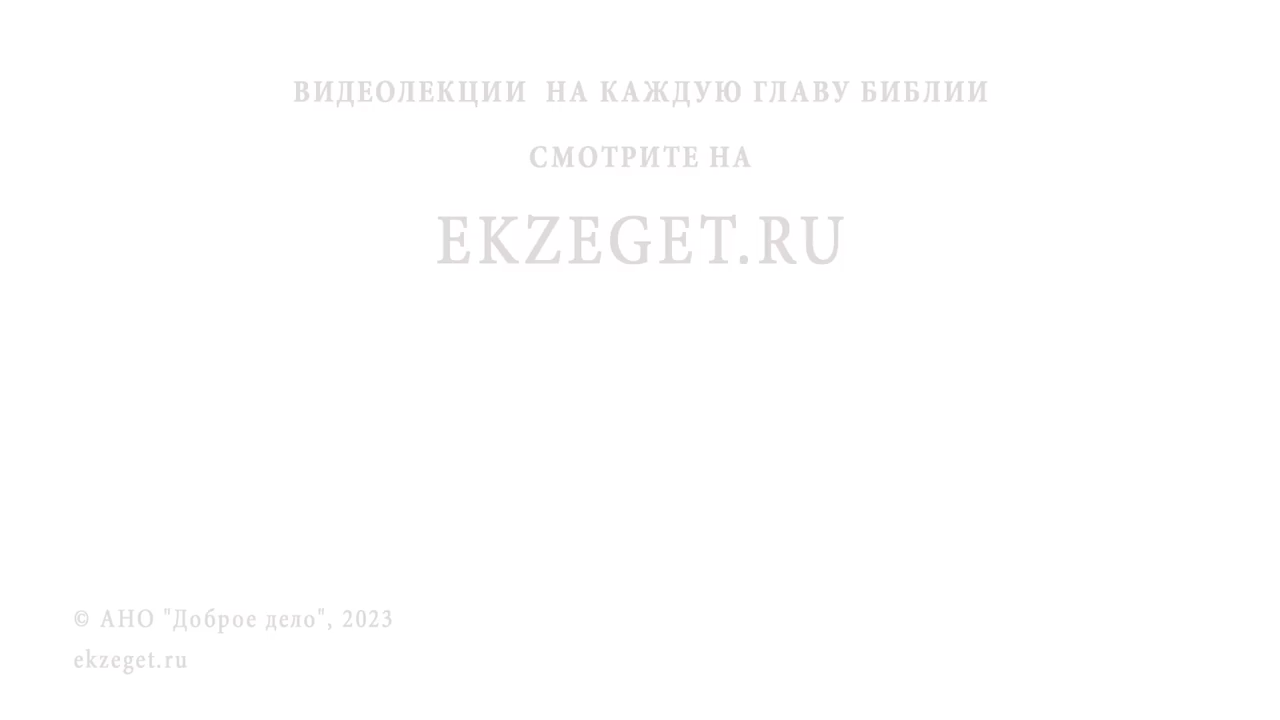 ВИДЕОЛЕКЦИИ НА КАЖДУЮ ГЛАВУ БИБЛИИ
СМОТРИТЕ НА
EKZEGET.RU
© АНО "Доброе дело", 2023
ekzeget.ru